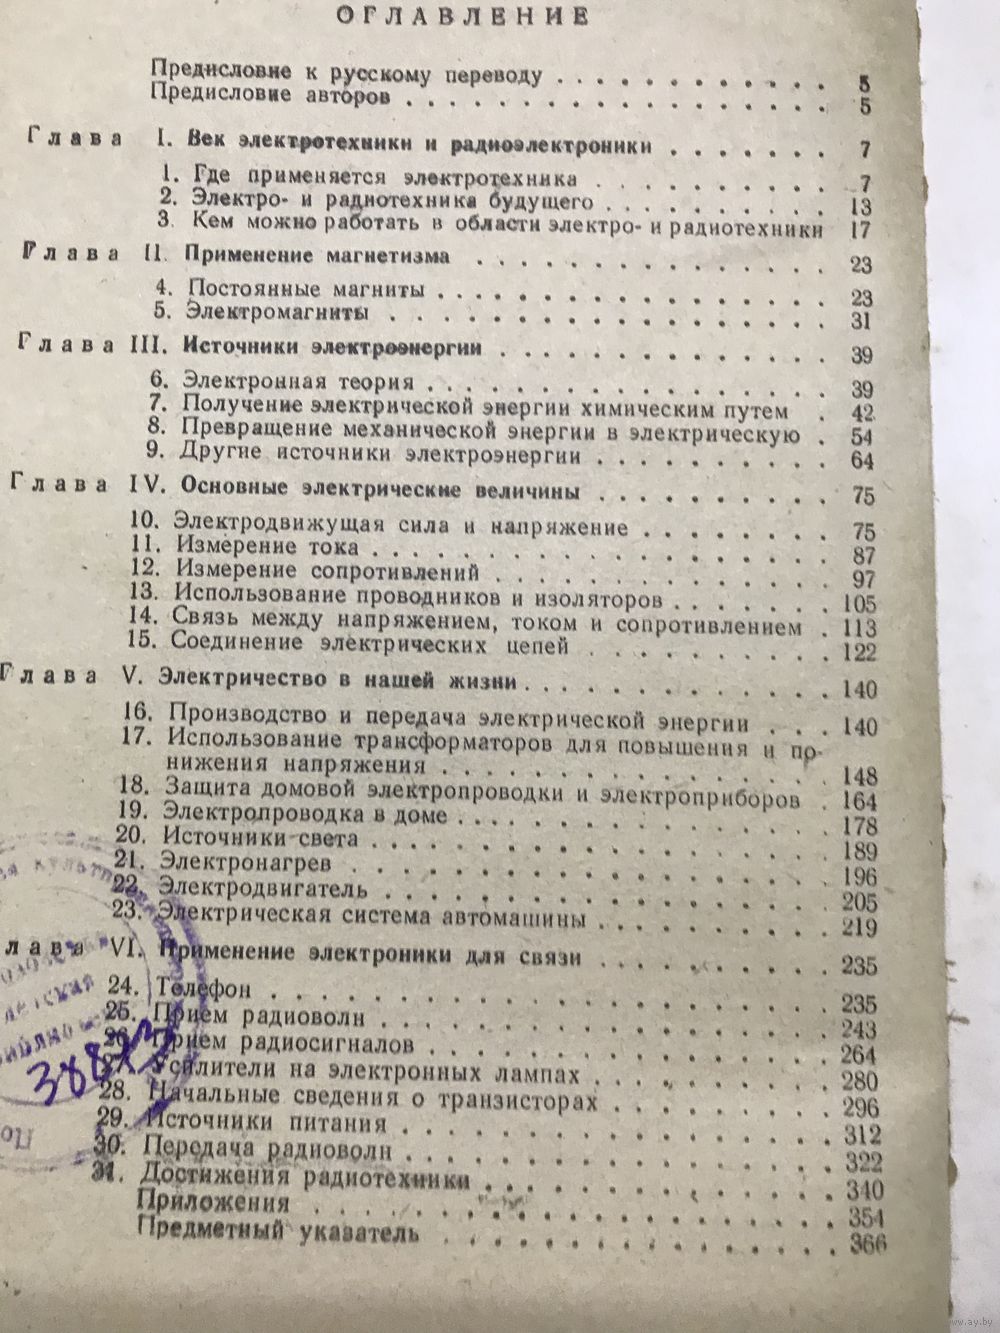 ОГЛАВЛЕНИЕ
Предисловие к русскому переводу . . . . . . . . . . . . 5
Предисловие авторов . . . . . . . . . . . . . . . . . . 5
Глава I. Век электротехники и радиоэлектроники . . . . . . . 7
1. Где применяется электротехника . . . . . . . . . . . 7
2. Электро- и радиотехника будущего . . . . . . . . . . 13
3. Кем можно работать в области электро- и радиотехники 17
Глава II. Применение магнетизма . . . . . . . . . . . . . . 23
4. Постоянные магниты . . . . . . . . . . . . . . . . 23
5. Электромагниты . . . . . . . . . . . . . . . . . . 31
Глава III. Источники электроэнергии . . . . . . . . . . . . . 39
6. Электронная теория . . . . . . . . . . . . . . . . 39
7. Получение электрической энергии химическим путем . 42
8. Превращение механической энергии в электрическую . 54
9. Другие источники электроэнергии . . . . . . . . . 64
Глава IV. Основные электрические величины . . . . . . . . . 75
10. Электродвижущая сила и напряжение . . . . . . . 75
11. Измерение тока . . . . . . . . . . . . . . . . . 87
12. Измерение сопротивлений . . . . . . . . . . . . . 97
13. Использование проводников и изоляторов . . . . . . . 105
14. Связь между напряжением, током и сопротивлением . 113
15. Соединение электрических цепей . . . . . . . . . . 122
Глава V. Электричество в нашей жизни . . . . . . . . . . . . 140
16. Производство и передача электрической энергии . . . 140
17. Использование трансформаторов для повышения и по-
нижения напряжения . . . . . . . . . . . . . . . 148
18. Защита домовой электропроводки и электроприборов . 164
19. Электропроводка в доме . . . . . . . . . . . . . . 178
20. Источники света . . . . . . . . . . . . . . . . . 189
21. Электронагрев . . . . . . . . . . . . . . . . . . 196
22. Электродвигатель . . . . . . . . . . . . . . . . . 205
23. Электрическая система автомашины . . . . . . . . . 219
лава VI. Применение электроники для связи . . . . . . . . . 235
24. Телефон . . . . . . . . . . . . . . . . . . . . . 235
25. Прием радиоволн . . . . . . . . . . . . . . . . . 243
26. Прием радиосигналов . . . . . . . . . . . . . . . 264
27. Усилители на электронных лампах . . . . . . . . . 280
28. Начальные сведения о транзисторах . . . . . . . . 296
29. Источники питания . . . . . . . . . . . . . . . . 312
30. Передача радиоволн . . . . . . . . . . . . . . . . 322
31. Достижения радиотехники . . . . . . . . . . . . . 340
Приложения . . . . . . . . . . . . . . . . . . . . 354
Предметный указатель . . . . . . . . . . . . . . . 366
38873
www.ay.by